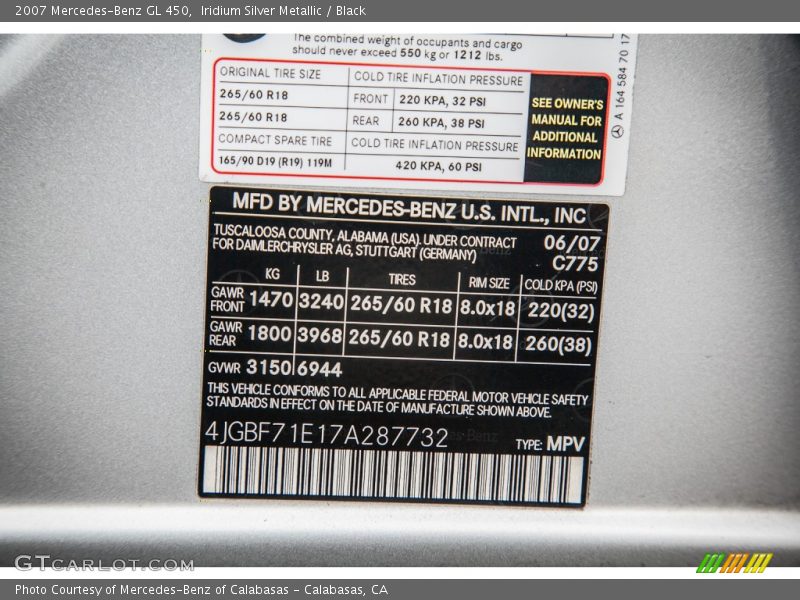 2007 Mercedes-Benz GL 450, Iridium Silver Metallic / Black
The combined weight of occupants and cargo
should never exceed 550 kg or 1212 lbs.
ORIGINAL TIRE SIZE COLD TIRE INFLATION PRESSURE
265/60 R18 FRONT 220 KPA, 32 PSI
265/60 R18 REAR 260 KPA, 38 PSI
COMPACT SPARE TIRE COLD TIRE INFLATION PRESSURE
165/90 D19 (R19) 119M 420 KPA, 60 PSI
SEE OWNER'S
MANUAL FOR
ADDITIONAL
INFORMATION
A 164 584 70 17
MFD BY MERCEDES-BENZ U.S. INTL., INC
TUSCALOOSA COUNTY, ALABAMA (USA). UNDER CONTRACT
FOR DAIMLERCHRYSLER AG, STUTTGART (GERMANY)
06/07
C775
KG LB TIRES RIM SIZE COLD KPA (PSI)
GAWR FRONT 1470 3240 265/60 R18 8.0x18 220(32)
GAWR REAR 1800 3968 265/60 R18 8.0x18 260(38)
GVWR 3150 6944
THIS VEHICLE CONFORMS TO ALL APPLICABLE FEDERAL MOTOR VEHICLE SAFETY
STANDARDS IN EFFECT ON THE DATE OF MANUFACTURE SHOWN ABOVE.
4JGBF71E17A287732 TYPE: MPV
GTCARLOT.COM
Photo Courtesy of Mercedes-Benz of Calabasas - Calabasas, CA